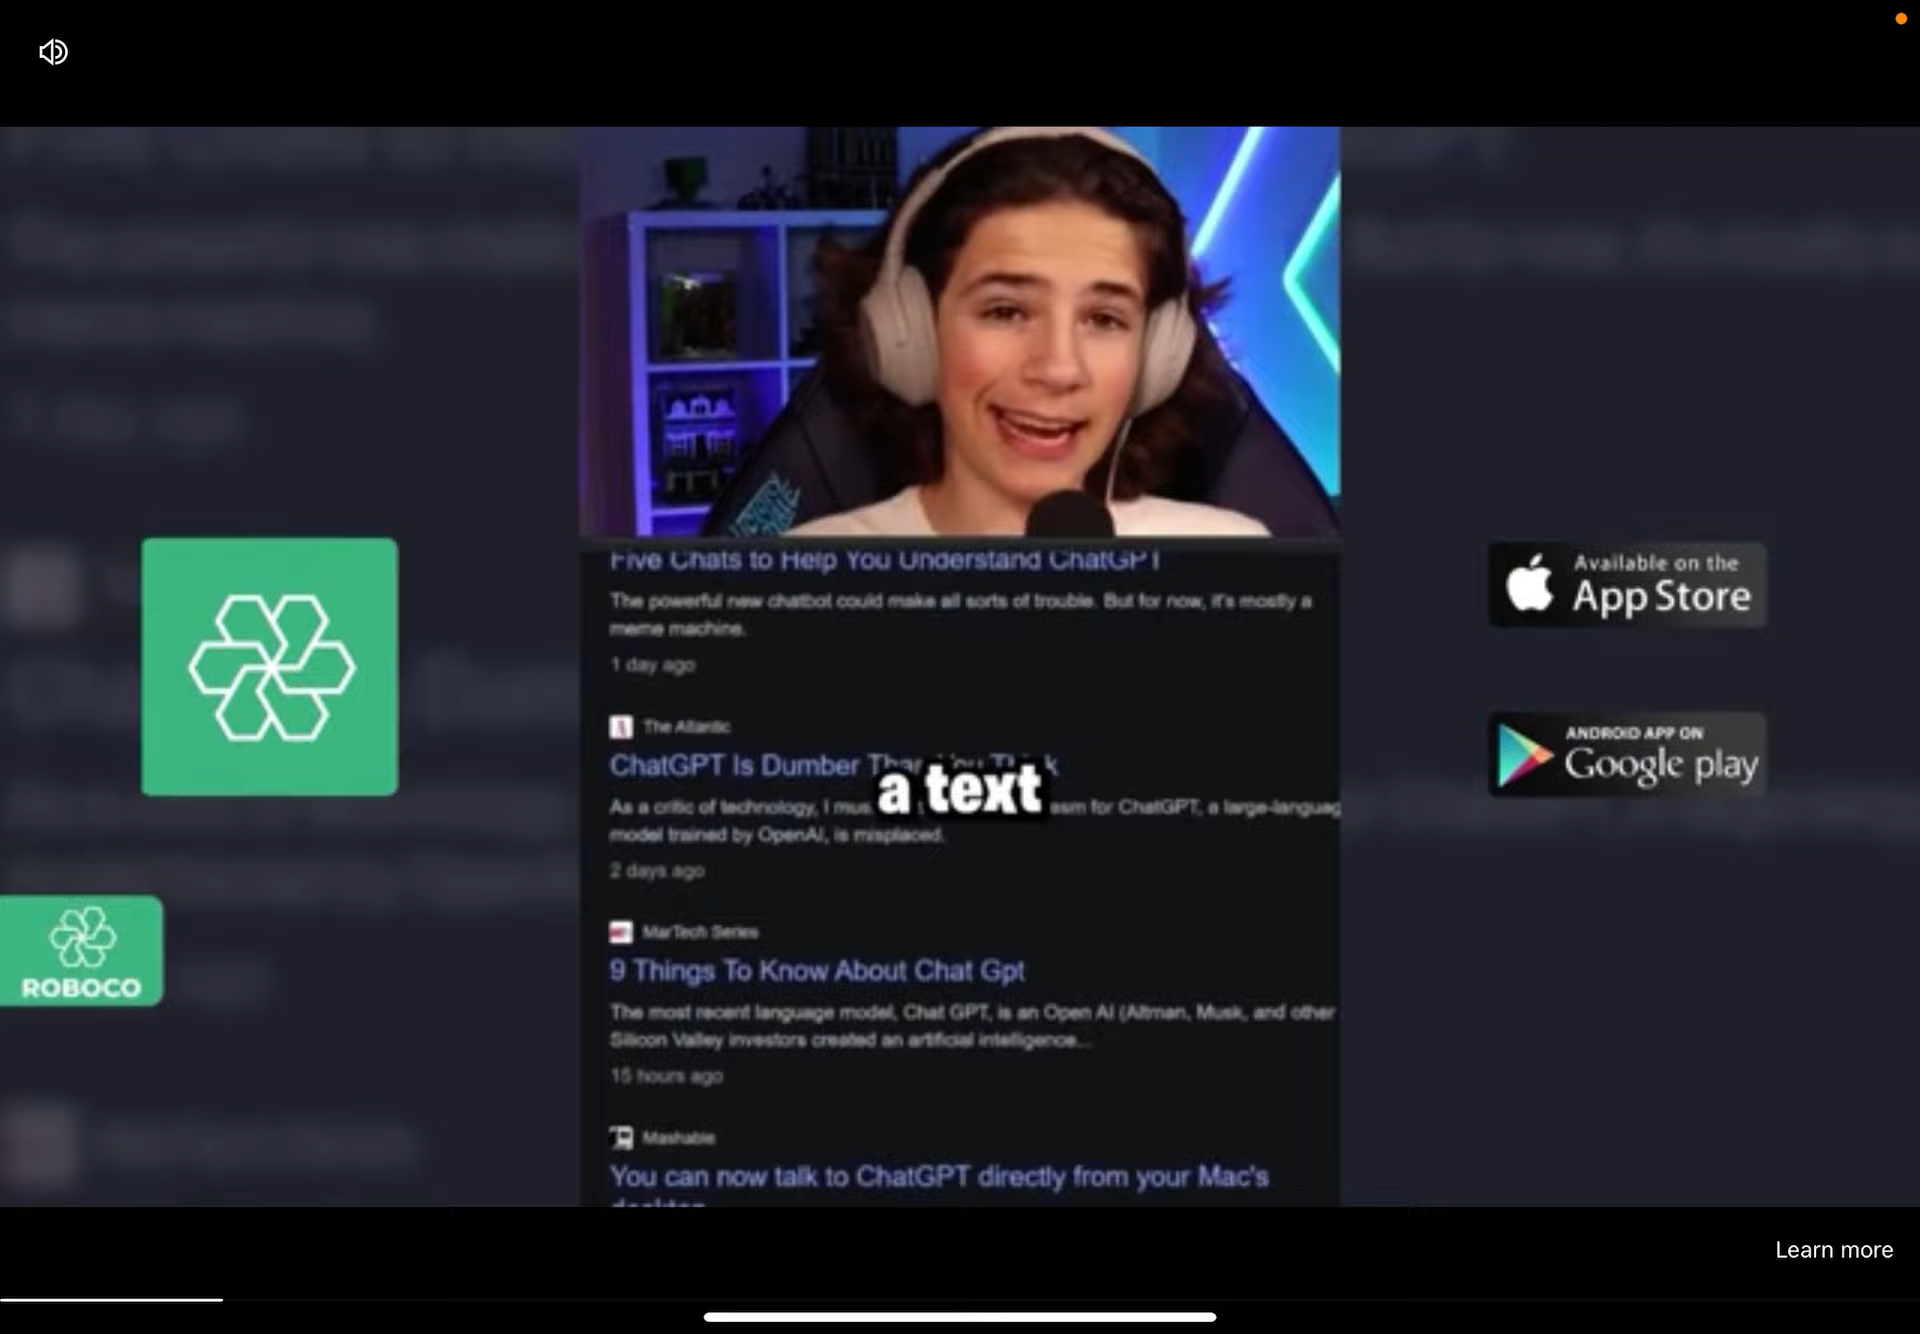 Five Chats to Help You Understand ChatGPT
The powerful new chatbot could make all sorts of trouble. But for now, it's mostly a
meme machine.
1 day ago
Available on the
App Store
The Atlantic
ANDROID APP ON
Google play
ChatGPT Is Dumber Than You Think
a text
As a critic of technology, I mus asm for ChatGPT, a large-languag
model trained by OpenAI, is misplaced.
2 days ago
ROBOCO
MarTech Series
9 Things To Know About Chat Gpt
The most recent language model, Chat GPT, is an Open AI (Altman, Musk, and other
Silicon Valley investors created an artificial intelligence...
15 hours ago
Mashable
You can now talk to ChatGPT directly from your Mac's
desktop
Learn more